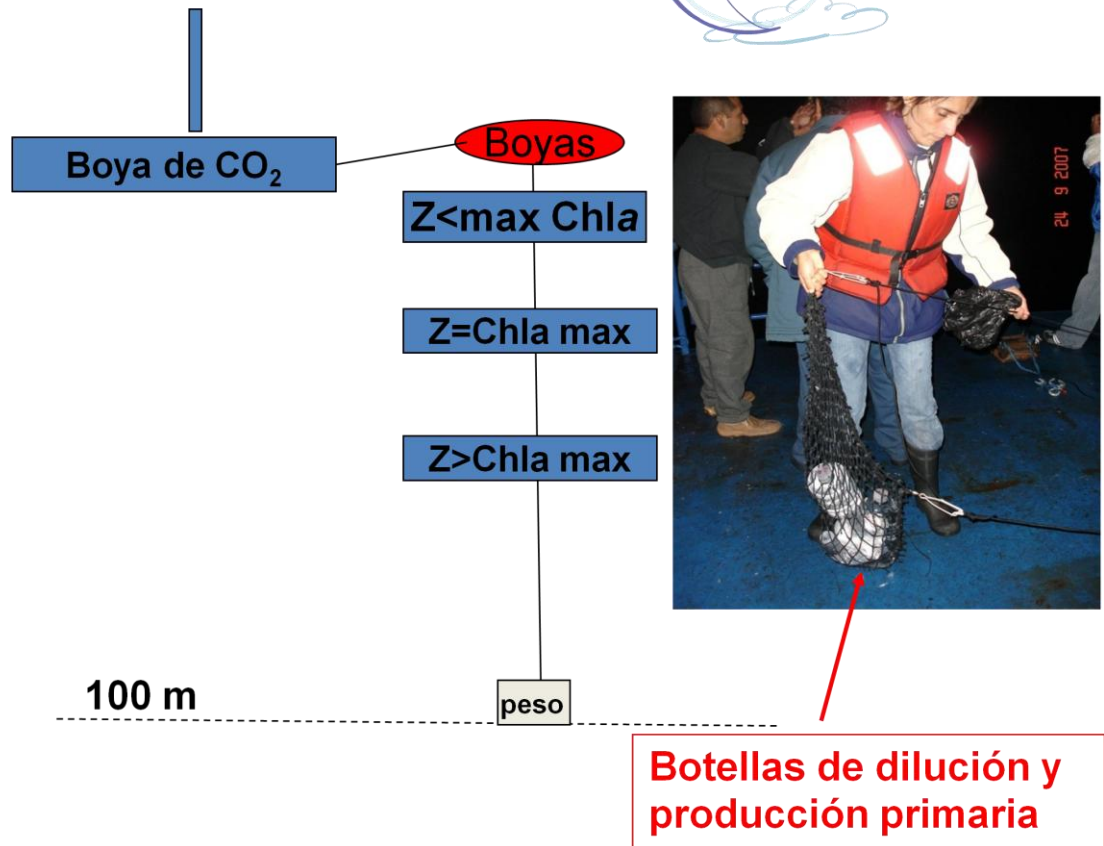 Boya de CO₂
Boyas
Z<max Chla
Z=Chla max
Z>Chla max
100 m
peso
24 9 2007
Botellas de dilución y
producción primaria